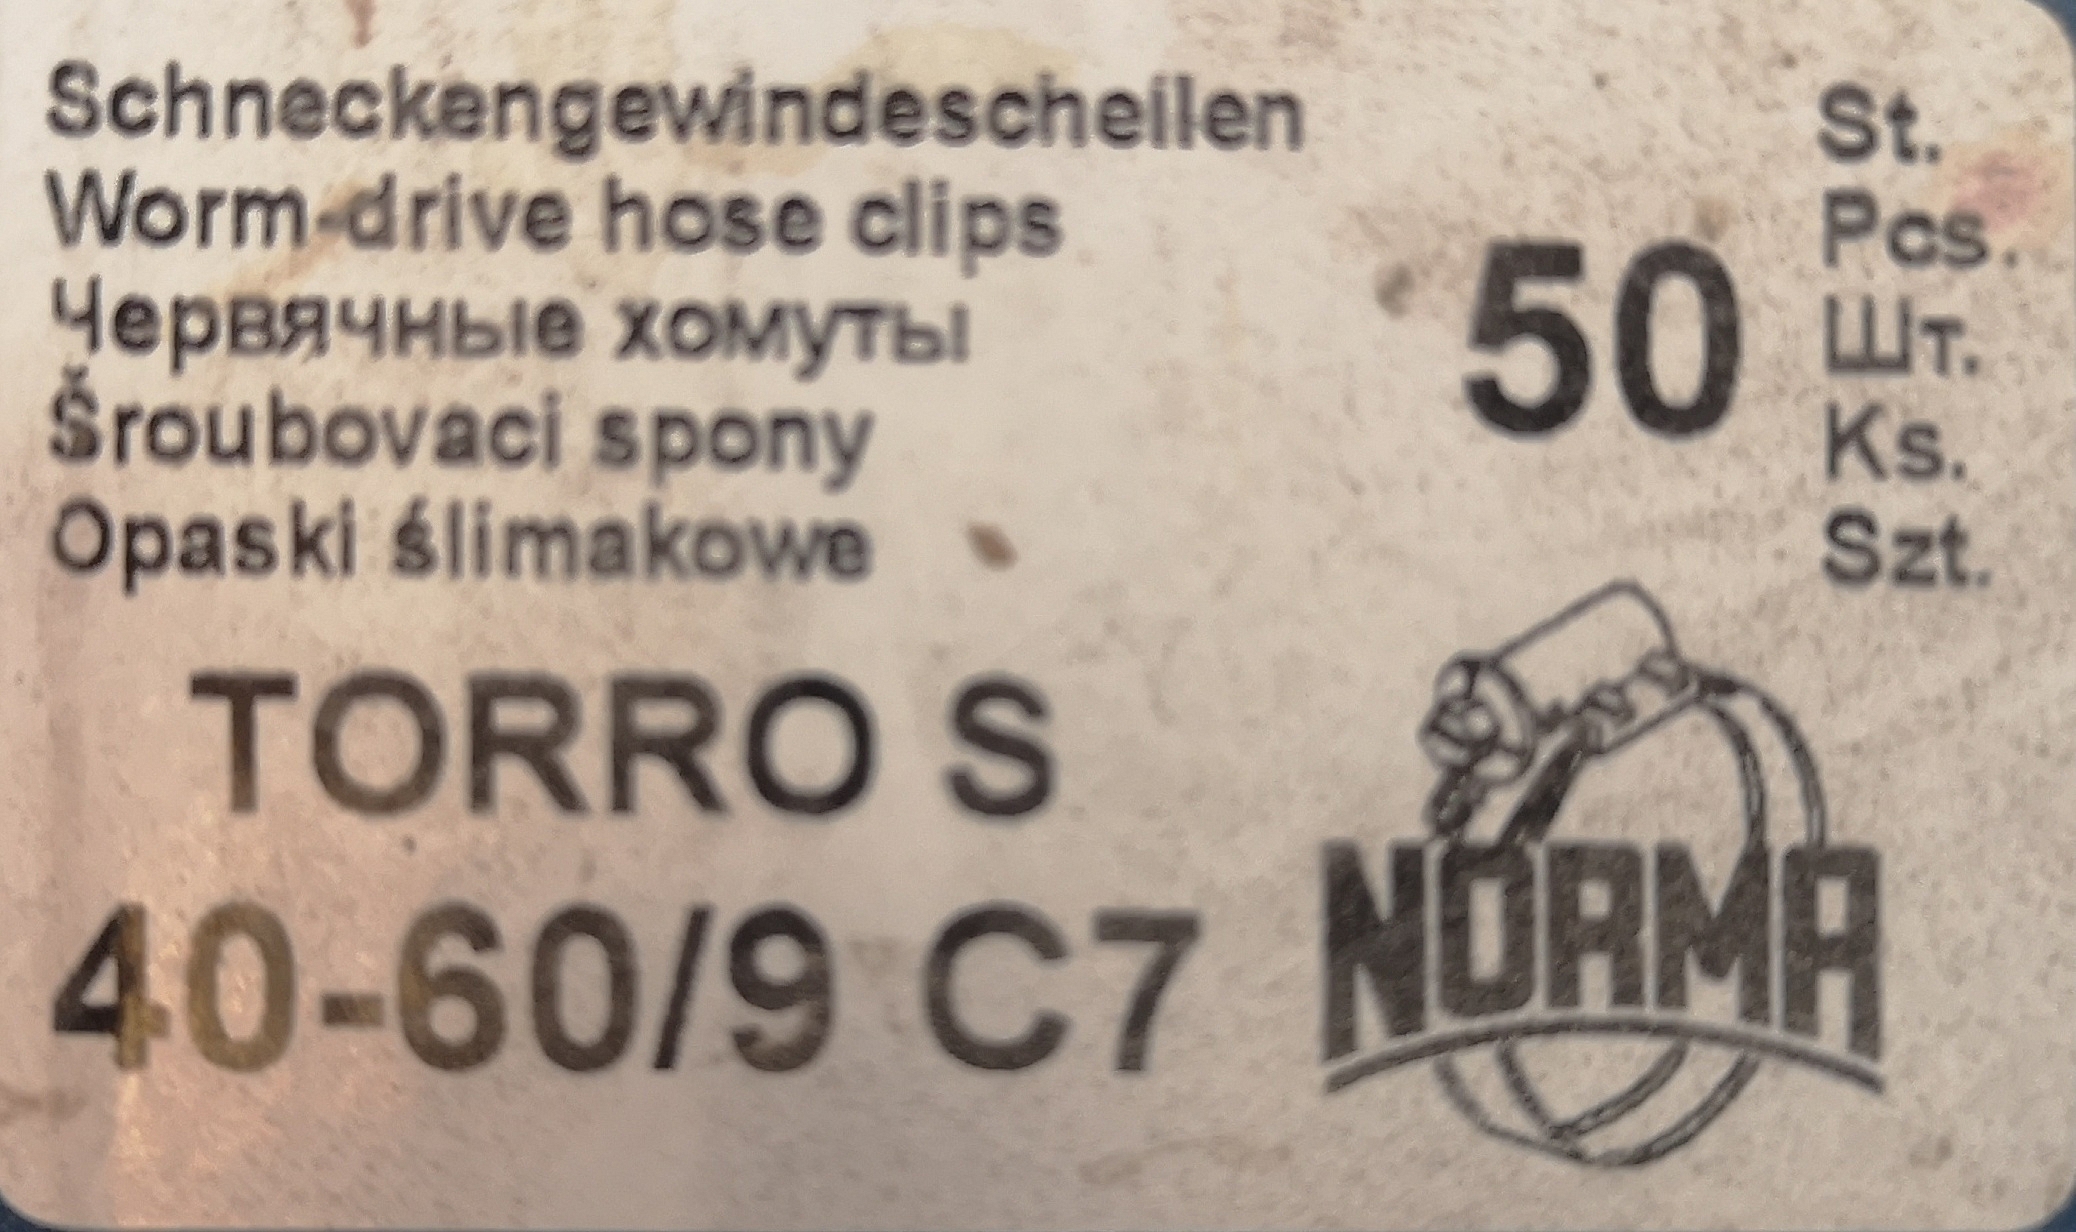 Schneckengewindeschellen
Worm-drive hose clips
Червячные хомуты
Šroubovaci spony
Opaski ślimakowe
50
St.
Pcs.
Шт.
Ks.
Szt.
TORRO S
40-60/9 C7
NORMA